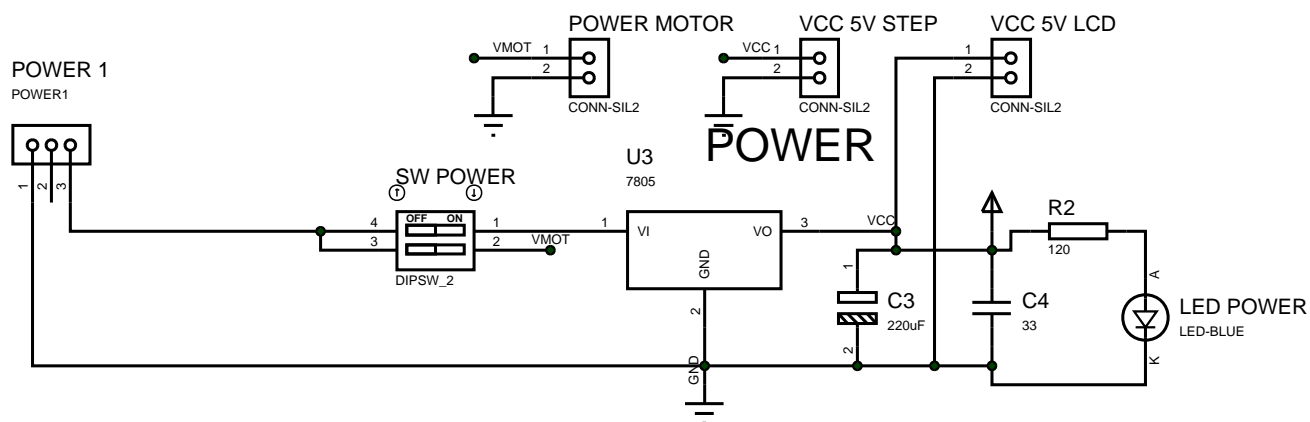 POWER MOTOR
VMOT 1
2
CONN-SIL2
VCC 5V STEP
VCC 1
2
CONN-SIL2
VCC 5V LCD
1
2
CONN-SIL2
POWER 1
POWER1
1
2
3
POWER
SW POWER
OFF ON
4
3
1
2
VMOT
DIPSW_2
U3
7805
1
VI
VO
GND
3
2
GND
VCC
1
C3
220uF
2
C4
33
R2
120
A
LED POWER
LED-BLUE
K